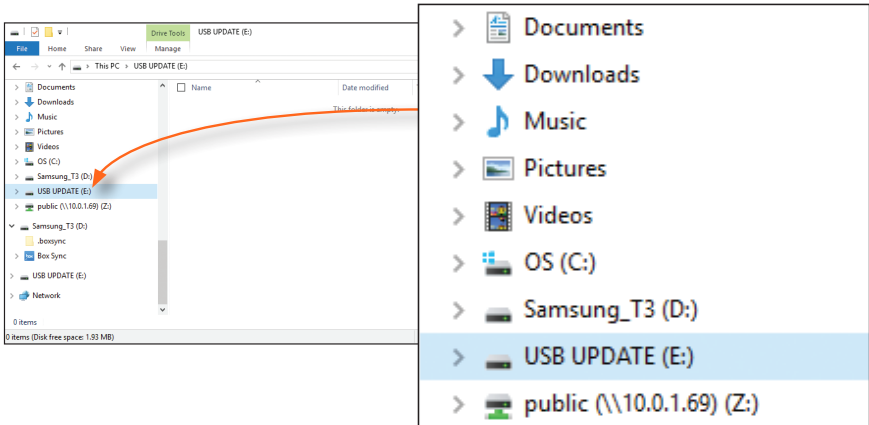 Drive Tools USB UPDATE (E:)
File Home Share View Manage
This PC › USB UPDATE (E:)
Name Date modified
This folder is empty.
Documents
Downloads
Music
Pictures
Videos
OS (C:)
Samsung_T3 (D:)
USB UPDATE (E:)
public (\\10.0.1.69) (Z:)
Samsung_T3 (D:)
.boxsync
Box Sync
USB UPDATE (E:)
Network
0 items
0 items (Disk free space: 1.93 MB)
Documents
Downloads
Music
Pictures
Videos
OS (C:)
Samsung_T3 (D:)
USB UPDATE (E:)
public (\\10.0.1.69) (Z:)